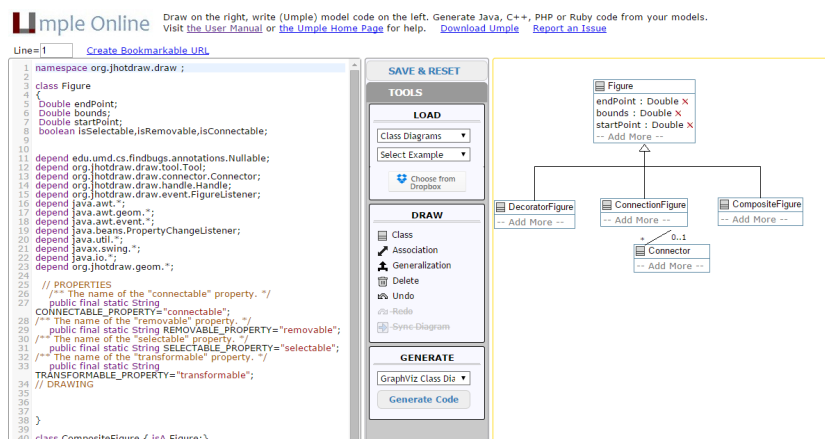 Umple Online
Draw on the right, write (Umple) model code on the left. Generate Java, C++, PHP or Ruby code from your models.
Visit the User Manual or the Umple Home Page for help. Download Umple Report an Issue
Line=1 Create Bookmarkable URL
1 namespace org.jhotdraw.draw ;
2
3 class Figure
4 {
5 Double endPoint;
6 Double bounds;
7 Double startPoint;
8 boolean isSelectable,isRemovable,isConnectable;
9
10
11 depend edu.umd.cs.findbugs.annotations.Nullable;
12 depend org.jhotdraw.draw.tool.Tool;
13 depend org.jhotdraw.draw.connector.Connector;
14 depend org.jhotdraw.draw.handle.Handle;
15 depend org.jhotdraw.draw.event.FigureListener;
16 depend java.awt.*;
17 depend java.awt.geom.*;
18 depend java.awt.event.*;
19 depend java.beans.PropertyChangeListener;
20 depend java.util.*;
21 depend javax.swing.*;
22 depend java.io.*;
23 depend org.jhotdraw.geom.*;
24
25 // PROPERTIES
26 /** The name of the "connectable" property. */
27 public final static String
CONNECTABLE_PROPERTY="connectable";
28 /** The name of the "removable" property. */
29 public final static String REMOVABLE_PROPERTY="removable";
30 /** The name of the "selectable" property. */
31 public final static String SELECTABLE_PROPERTY="selectable";
32 /** The name of the "transformable" property. */
33 public final static String
TRANSFORMABLE_PROPERTY="transformable";
34 // DRAWING
35
36
37
38 }
39
40 class CompositeFigure { isA Figure;}
SAVE & RESET
TOOLS
LOAD
Class Diagrams
Select Example
Choose from
Dropbox
DRAW
Class
Association
Generalization
Delete
Undo
Redo
Sync Diagram
GENERATE
GraphViz Class Dia
Generate Code
Figure
endPoint : Double X
bounds : Double X
startPoint : Double X
-- Add More --
DecoratorFigure
-- Add More --
ConnectionFigure
-- Add More --
CompositeFigure
-- Add More --
* 0..1
Connector
-- Add More --